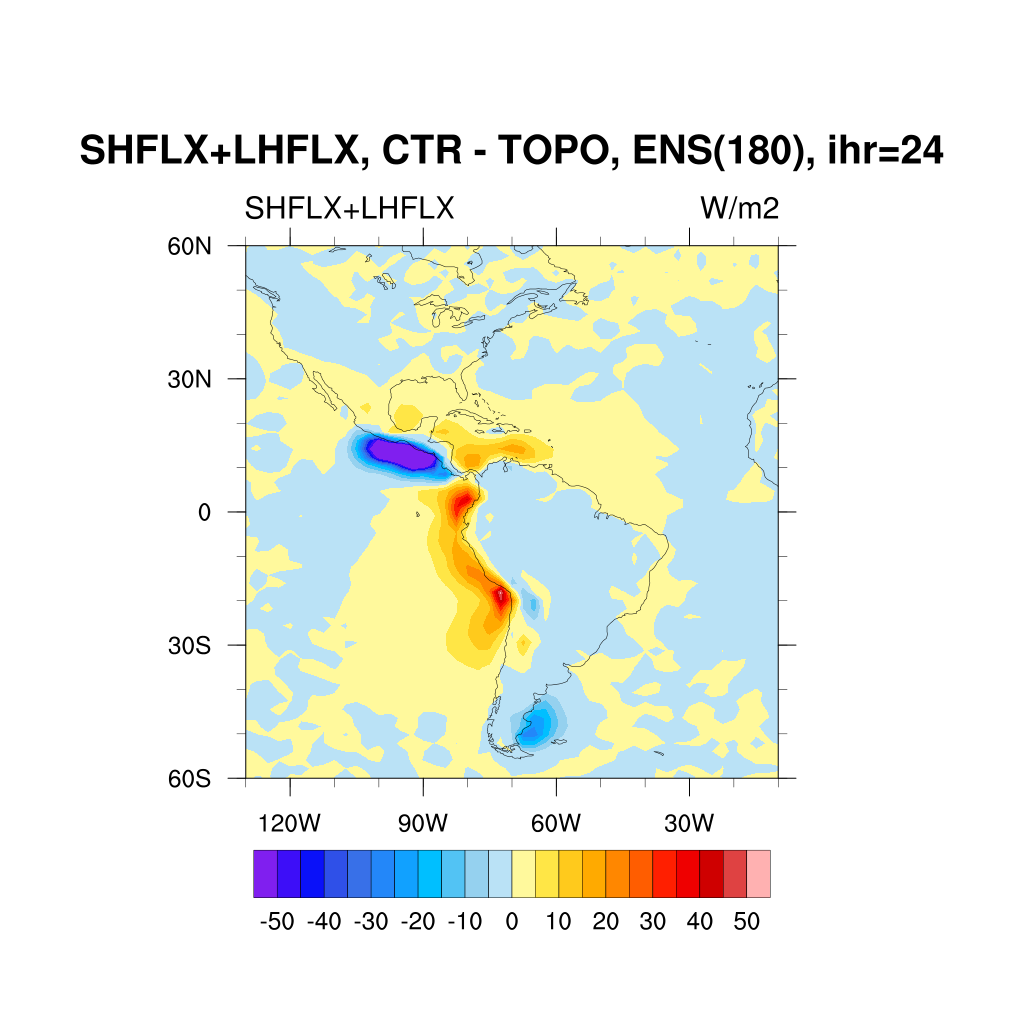 SHFLX+LHFLX, CTR - TOPO, ENS(180), ihr=24
SHFLX+LHFLX W/m2
60N
30N
0
30S
60S
120W 90W 60W 30W
-50 -40 -30 -20 -10 0 10 20 30 40 50